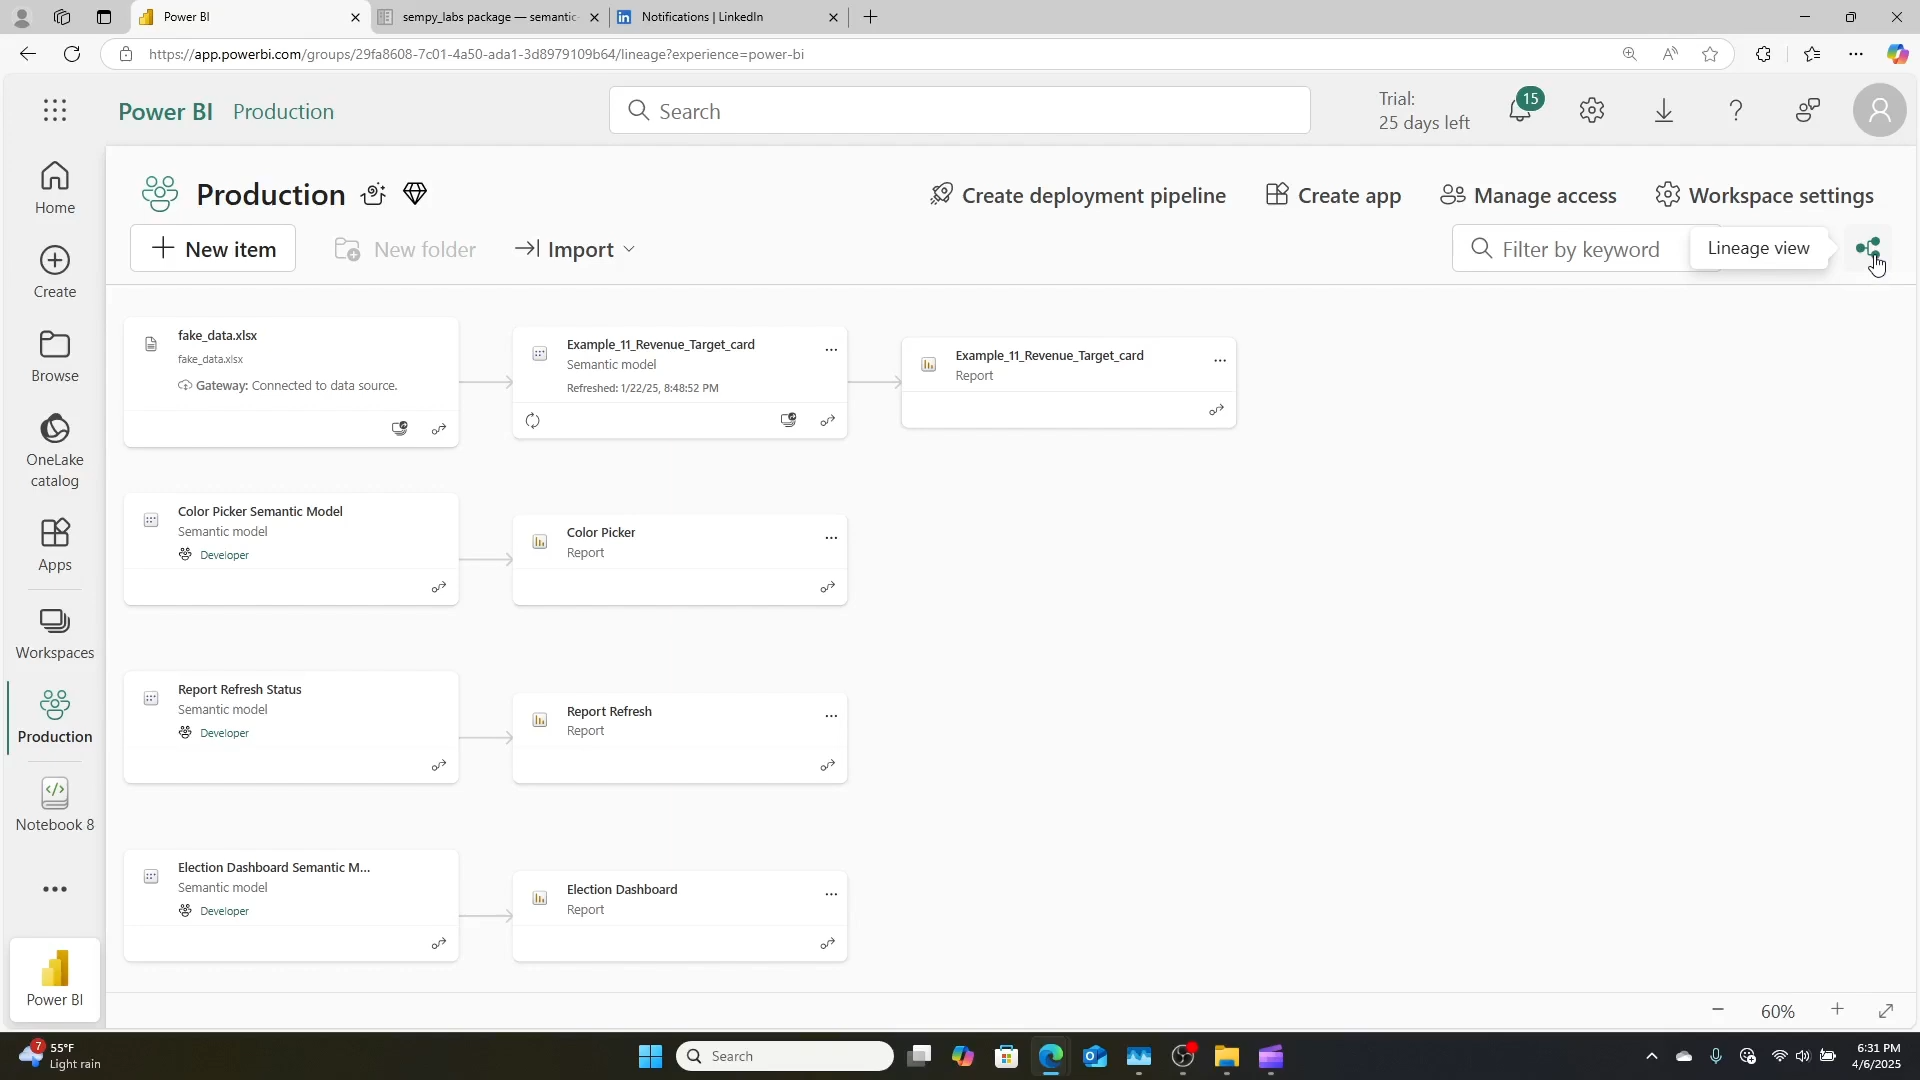 Power BI
sempy_labs package — semantic-
Notifications | LinkedIn
https://app.powerbi.com/groups/29fa8608-7c01-4a50-ada1-3d8979109b64/lineage?experience=power-bi
Power BI Production
Search
Trial:
25 days left
15
Home
Create
Browse
OneLake
catalog
Apps
Workspaces
Production
Notebook 8
Power BI
Production
Create deployment pipeline
Create app
Manage access
Workspace settings
New item
New folder
Import
Filter by keyword
Lineage view
fake_data.xlsx
fake_data.xlsx
Gateway: Connected to data source.
Example_11_Revenue_Target_card
Semantic model
Refreshed: 1/22/25, 8:48:52 PM
Example_11_Revenue_Target_card
Report
Color Picker Semantic Model
Semantic model
Developer
Color Picker
Report
Report Refresh Status
Semantic model
Developer
Report Refresh
Report
Election Dashboard Semantic M...
Semantic model
Developer
Election Dashboard
Report
60%
7
55°F
Light rain
Search
6:31 PM
4/6/2025